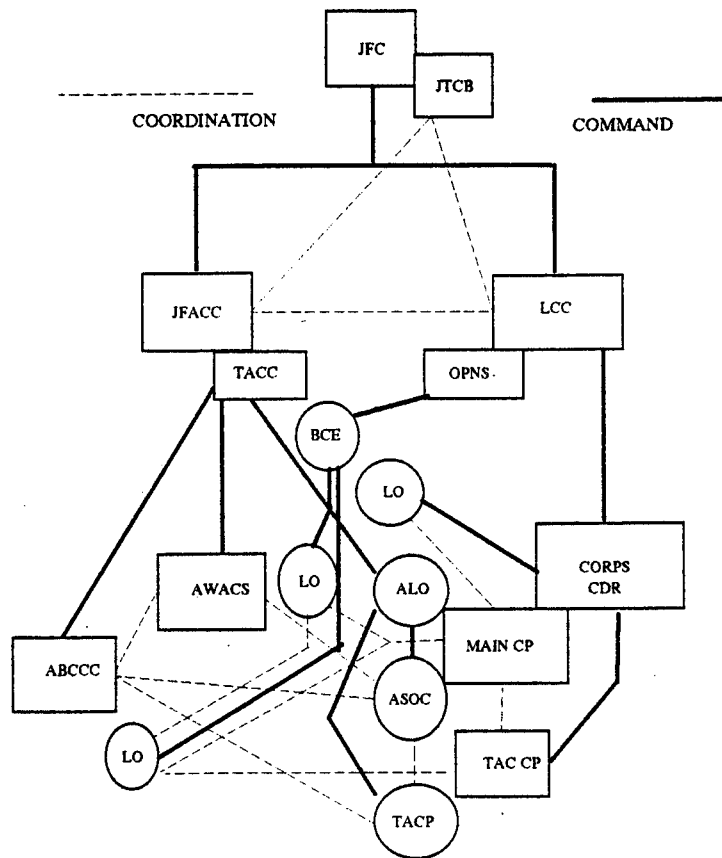 JFC
JTCB
COORDINATION
COMMAND
JFACC
LCC
TACC
OPNS
BCE
LO
CORPS
CDR
LO
AWACS
ALO
MAIN CP
ABCCC
ASOC
LO
TAC CP
TACP